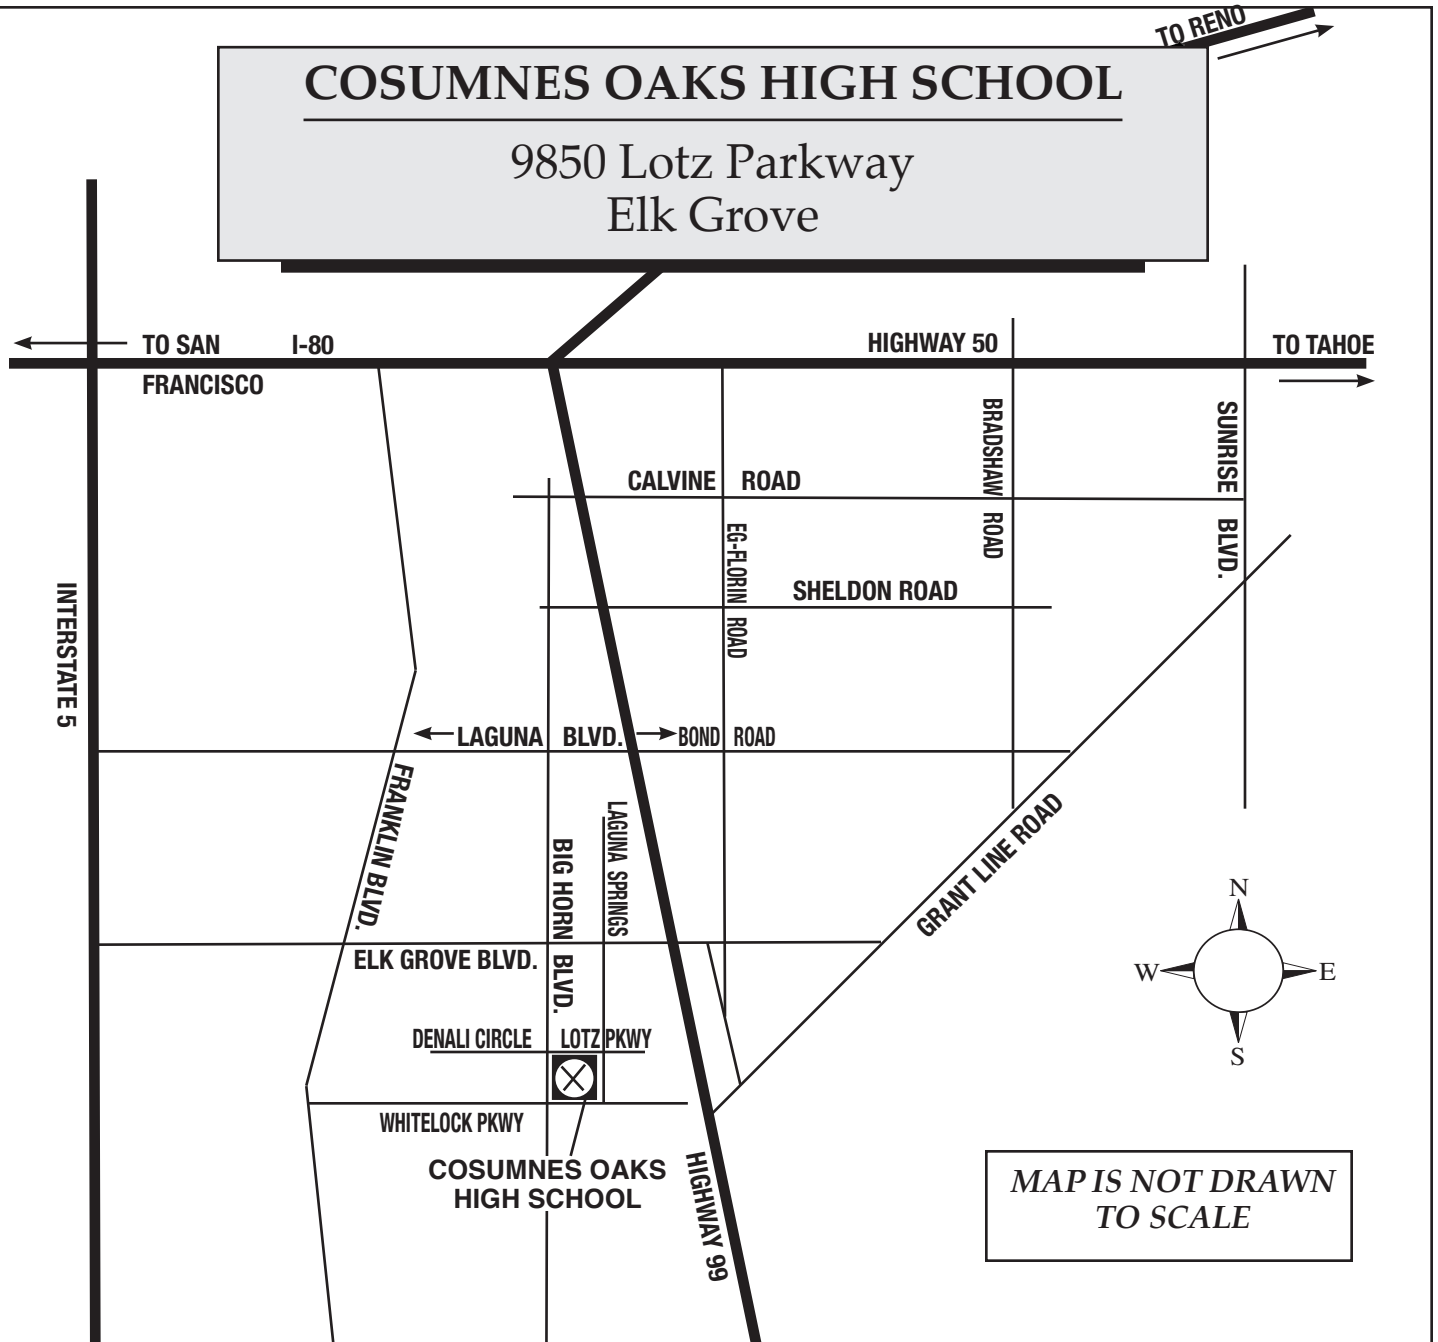 TO RENO
COSUMNES OAKS HIGH SCHOOL
9850 Lotz Parkway
Elk Grove
TO SAN
FRANCISCO
I-80
HIGHWAY 50
TO TAHOE
BRADSHAW ROAD
SUNRISE BLVD.
CALVINE ROAD
EG-FLORIN ROAD
SHELDON ROAD
INTERSTATE 5
LAGUNA BLVD.
BOND ROAD
FRANKLIN BLVD.
LAGUNA SPRINGS
BIG HORN BLVD.
GRANT LINE ROAD
ELK GROVE BLVD.
N
W
E
S
DENALI CIRCLE
LOTZ PKWY
WHITELOCK PKWY
COSUMNES OAKS
HIGH SCHOOL
HIGHWAY 99
MAP IS NOT DRAWN
TO SCALE